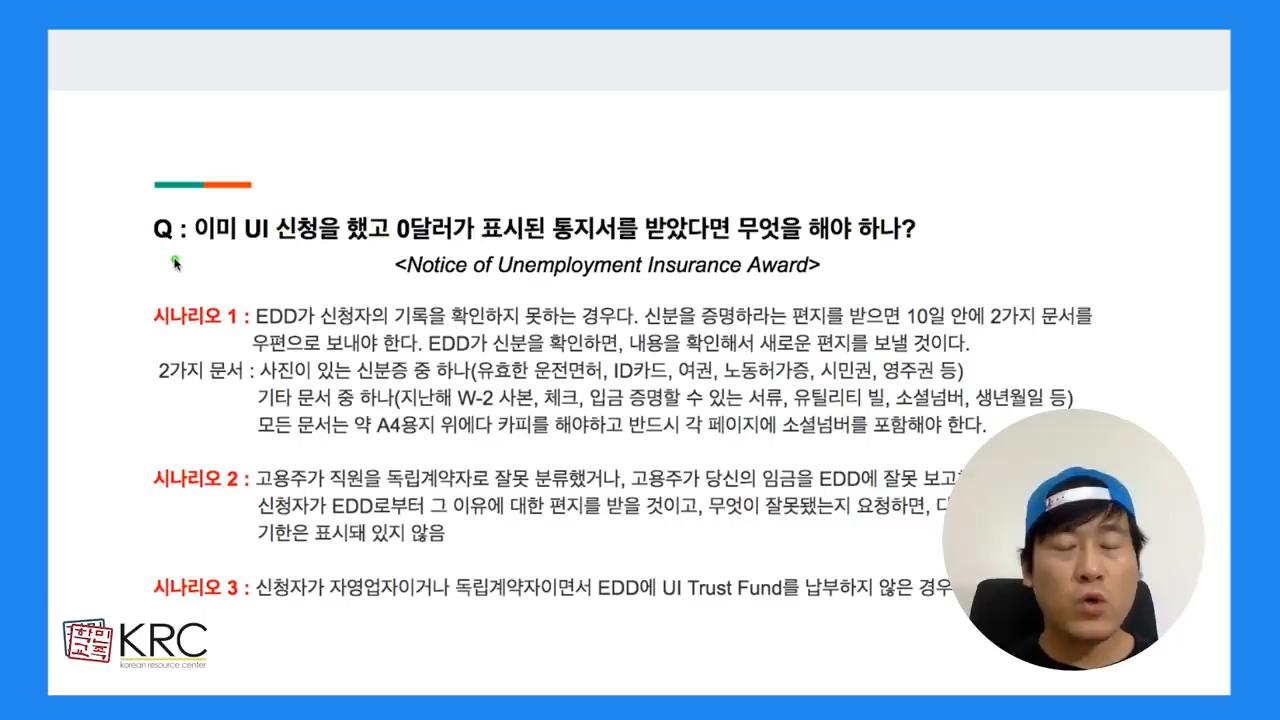 Q : 이미 UI 신청을 했고 0달러가 표시된 통지서를 받았다면 무엇을 해야 하나?
<Notice of Unemployment Insurance Award>
시나리오 1 : EDD가 신청자의 기록을 확인하지 못하는 경우다. 신분을 증명하라는 편지를 받으면 10일 안에 2가지 문서를
우편으로 보내야 한다. EDD가 신분을 확인하면, 내용을 확인해서 새로운 편지를 보낼 것이다.
2가지 문서 : 사진이 있는 신분증 중 하나(유효한 운전면허, ID카드, 여권, 노동허가증, 시민권, 영주권 등)
기타 문서 중 하나(지난해 W-2 사본, 체크, 입금 증명할 수 있는 서류, 유틸리티 빌, 소셜넘버, 생년월일 등)
모든 문서는 약 A4용지 위에다 카피를 해야하고 반드시 각 페이지에 소셜넘버를 포함해야 한다.
시나리오 2 : 고용주가 직원을 독립계약자로 잘못 분류했거나, 고용주가 당신의 임금을 EDD에 잘못
신청자가 EDD로부터 그 이유에 대한 편지를 받을 것이고, 무엇이 잘못됐는지 요청하면,
기한은 표시돼 있지 않음
시나리오 3 : 신청자가 자영업자이거나 독립계약자이면서 EDD에 UI Trust Fund를 납부하지 않은 경우
한인교육
KRC
korean resource center